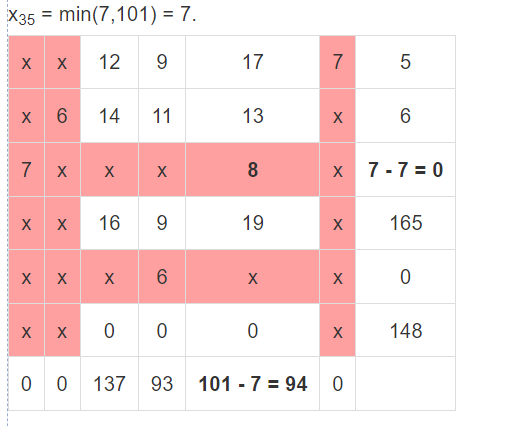 x35 = min(7,101) = 7.
x x 12 9 17 7 5
x 6 14 11 13 x 6
7 x x x 8 x 7 - 7 = 0
x x 16 9 19 x 165
x x x 6 x x 0
x x 0 0 0 x 148
0 0 137 93 101 - 7 = 94 0